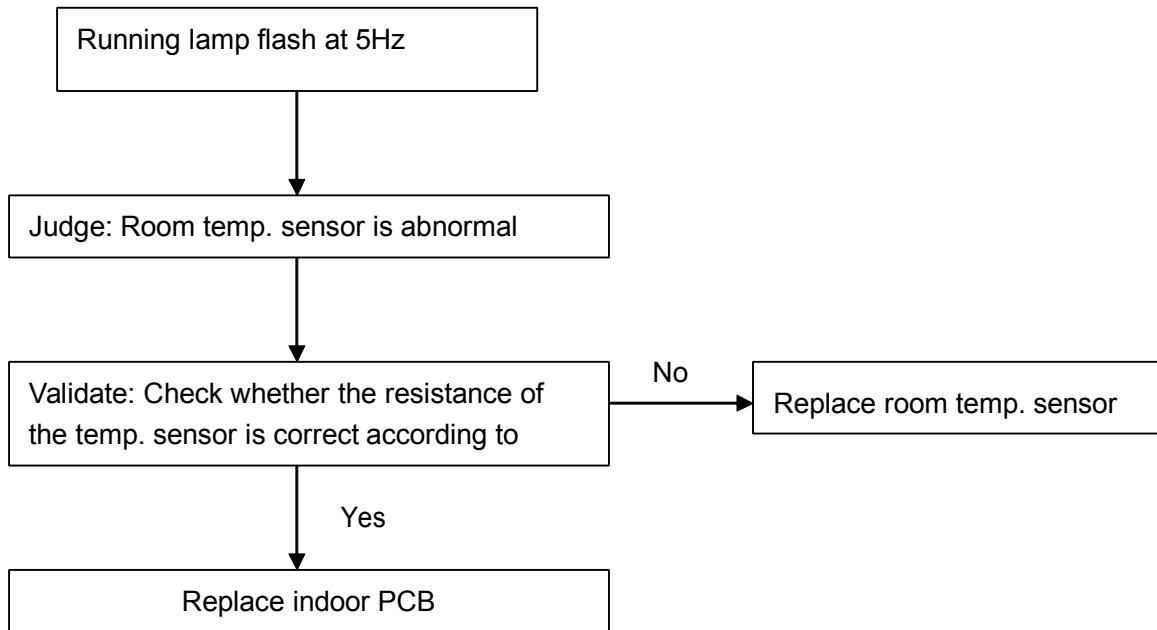 Running lamp flash at 5Hz
Judge: Room temp. sensor is abnormal
Validate: Check whether the resistance of
the temp. sensor is correct according to
No
Replace room temp. sensor
Yes
Replace indoor PCB